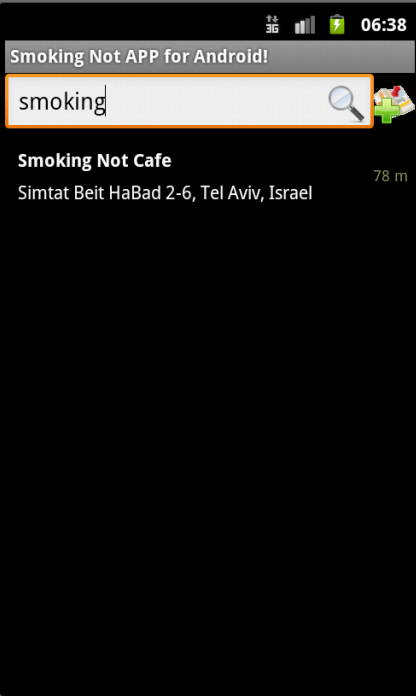 3G 06:38
Smoking Not APP for Android!
smoking
Smoking Not Cafe
78 m
Simtat Beit HaBad 2-6, Tel Aviv, Israel